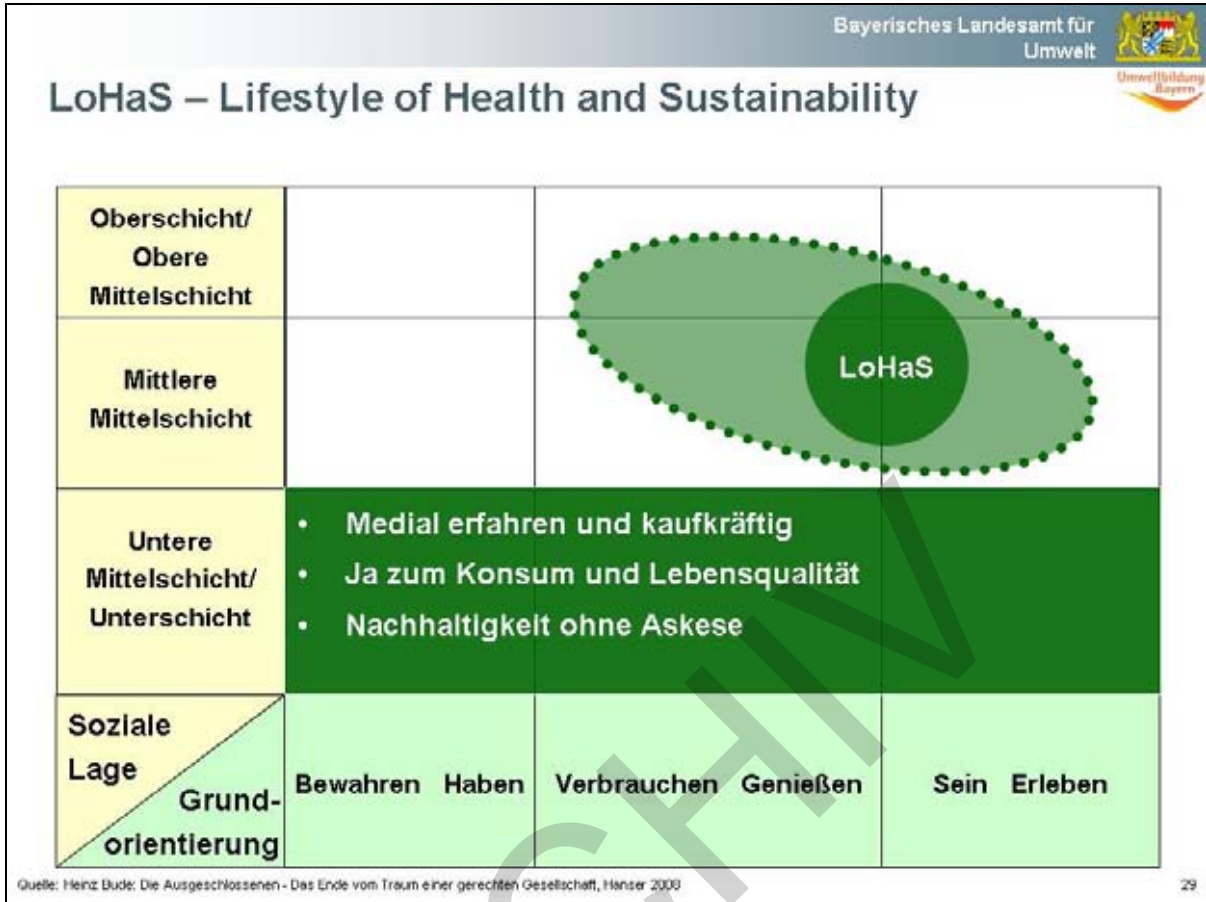 Bayerisches Landesamt für
Umwelt
Umweltbildung
Bayern
LoHaS – Lifestyle of Health and Sustainability
Oberschicht/
Obere
Mittelschicht
Mittlere
Mittelschicht
LoHaS
Untere
Mittelschicht/
Unterschicht
• Medial erfahren und kaufkräftig
• Ja zum Konsum und Lebensqualität
• Nachhaltigkeit ohne Askese
Soziale
Lage
Grund-
orientierung
Bewahren Haben
Verbrauchen Genießen
Sein Erleben
Quelle: Heinz Bude: Die Ausgeschlossenen - Das Ende vom Traum einer gerechten Gesellschaft, Hanser 2008
29
CHIV